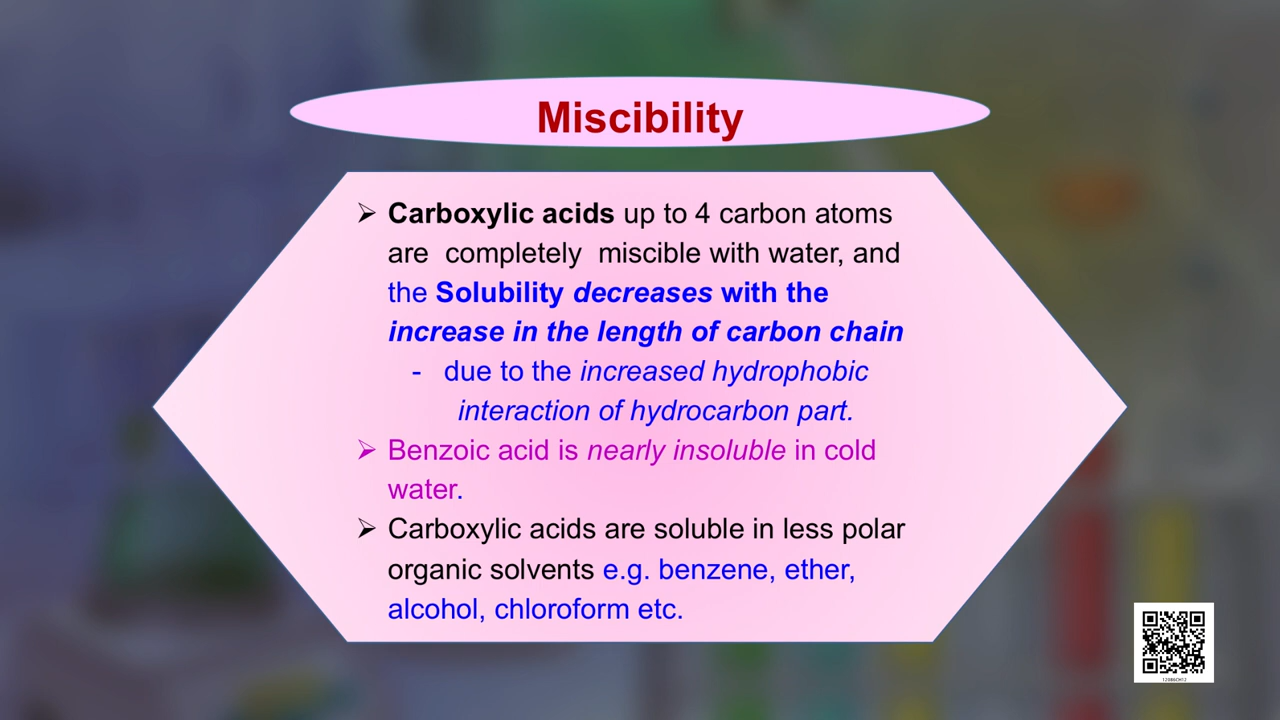 Miscibility
➢ Carboxylic acids up to 4 carbon atoms
are completely miscible with water, and
the Solubility decreases with the
increase in the length of carbon chain
- due to the increased hydrophobic
interaction of hydrocarbon part.
➢ Benzoic acid is nearly insoluble in cold
water.
➢ Carboxylic acids are soluble in less polar
organic solvents e.g. benzene, ether,
alcohol, chloroform etc.